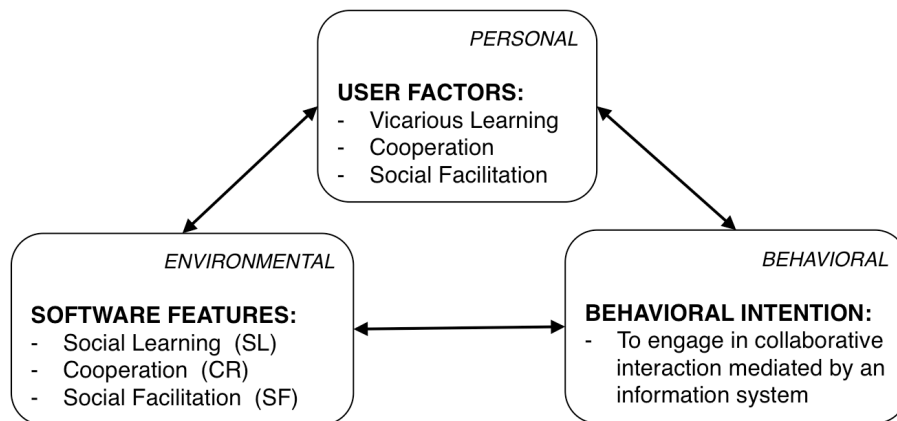 PERSONAL
USER FACTORS:
- Vicarious Learning
- Cooperation
- Social Facilitation
ENVIRONMENTAL
SOFTWARE FEATURES:
- Social Learning (SL)
- Cooperation (CR)
- Social Facilitation (SF)
BEHAVIORAL
BEHAVIORAL INTENTION:
- To engage in collaborative
interaction mediated by an
information system